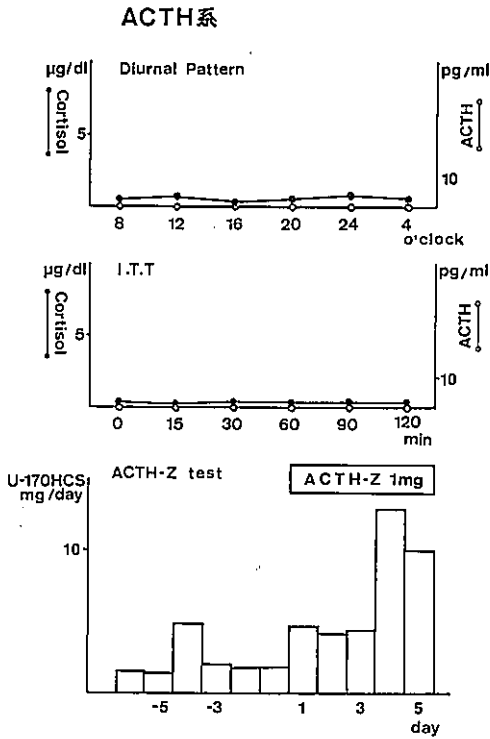 ACTH系
μg/dl Diurnal Pattern pg/ml
Cortisol
5
ACTH
10
8 12 16 20 24 4
o'clock
μg/dl I.T.T pg/ml
Cortisol
5
ACTH
10
0 15 30 60 90 120
min
U-170HCS ACTH-Z test ACTH-Z 1mg
mg/day
10
-5 -3 1 3 5
day